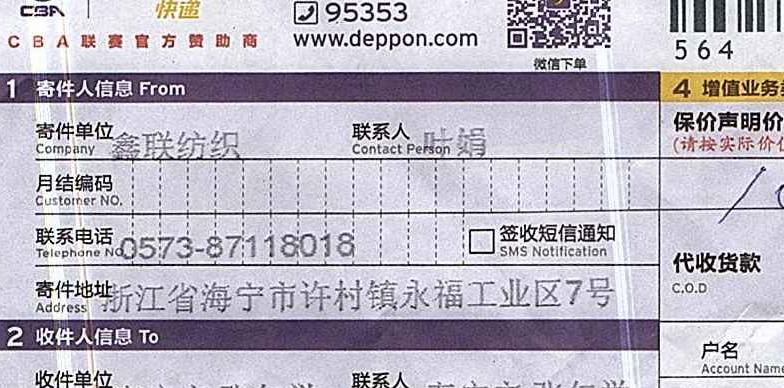 CBA 快递 95353
CBA联赛官方赞助商 www.deppon.com
微信下单
564
1 寄件人信息 From
4 增值业务
寄件单位 鑫联纺织 联系人 叶娟
Company Contact Person
保价声明价
(请按实际价
月结编码
Customer NO.
联系电话 0573-87118018 签收短信通知
Telephone No SMS Notification
代收货款
C.O.D
寄件地址 浙江省海宁市许村镇永福工业区7号
Address
2 收件人信息 To
户名
Account Nam
收件单位 联系人